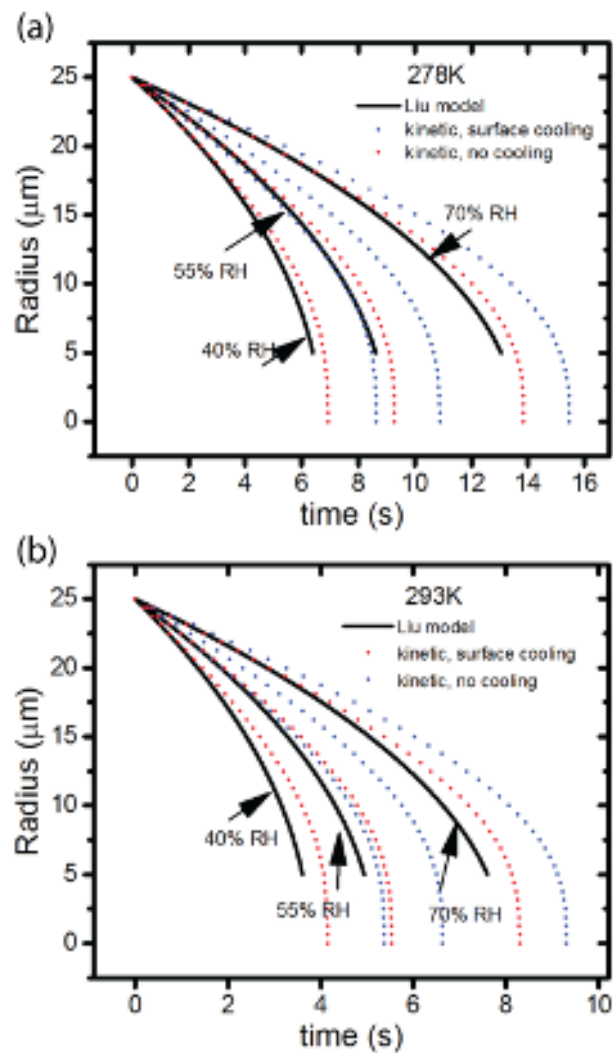 (a)
278K
Liu model
kinetic, surface cooling
kinetic, no cooling
70% RH
55% RH
40% RH
Radius (μm)
25
20
15
10
5
0
0 2 4 6 8 10 12 14 16
time (s)
(b)
293K
Liu model
kinetic, surface cooling
kinetic, no cooling
40% RH
55% RH
70% RH
Radius (μm)
25
20
15
10
5
0
0 2 4 6 8 10
time (s)